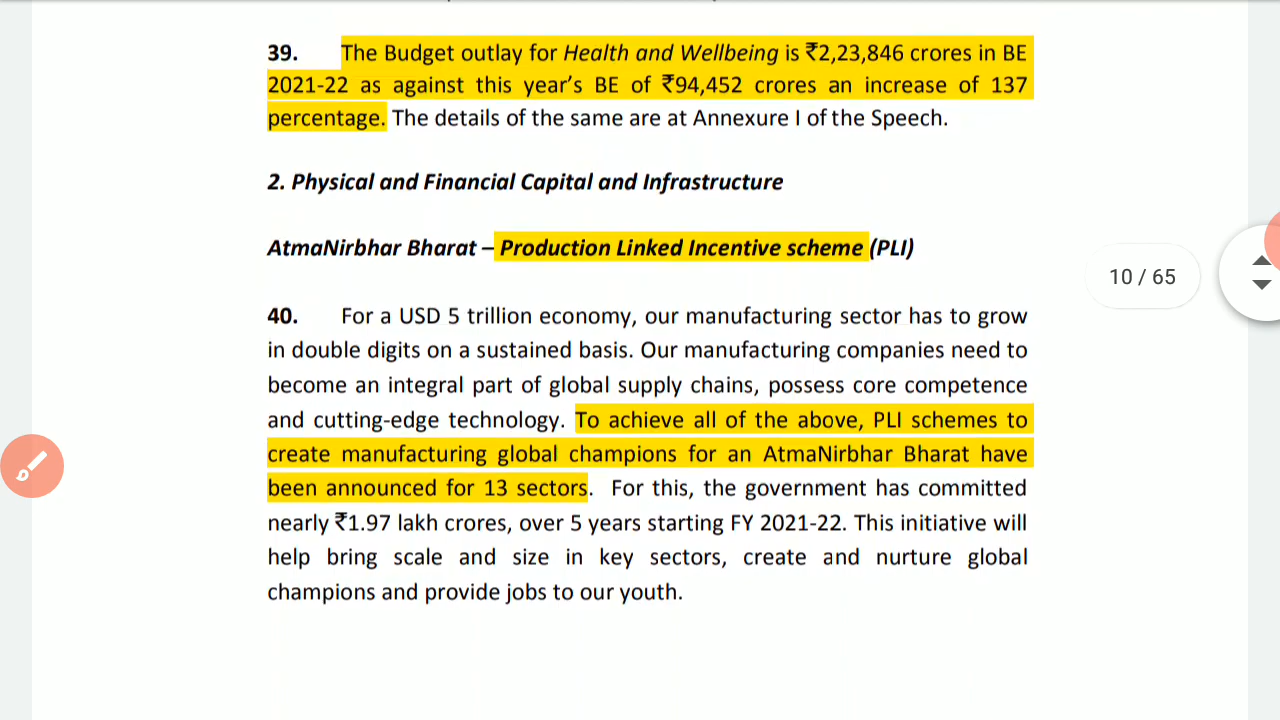 39. The Budget outlay for Health and Wellbeing is ₹2,23,846 crores in BE
2021-22 as against this year’s BE of ₹94,452 crores an increase of 137
percentage. The details of the same are at Annexure I of the Speech.
2. Physical and Financial Capital and Infrastructure
AtmaNirbhar Bharat – Production Linked Incentive scheme (PLI)
10 / 65
40. For a USD 5 trillion economy, our manufacturing sector has to grow
in double digits on a sustained basis. Our manufacturing companies need to
become an integral part of global supply chains, possess core competence
and cutting-edge technology. To achieve all of the above, PLI schemes to
create manufacturing global champions for an AtmaNirbhar Bharat have
been announced for 13 sectors. For this, the government has committed
nearly ₹1.97 lakh crores, over 5 years starting FY 2021-22. This initiative will
help bring scale and size in key sectors, create and nurture global
champions and provide jobs to our youth.